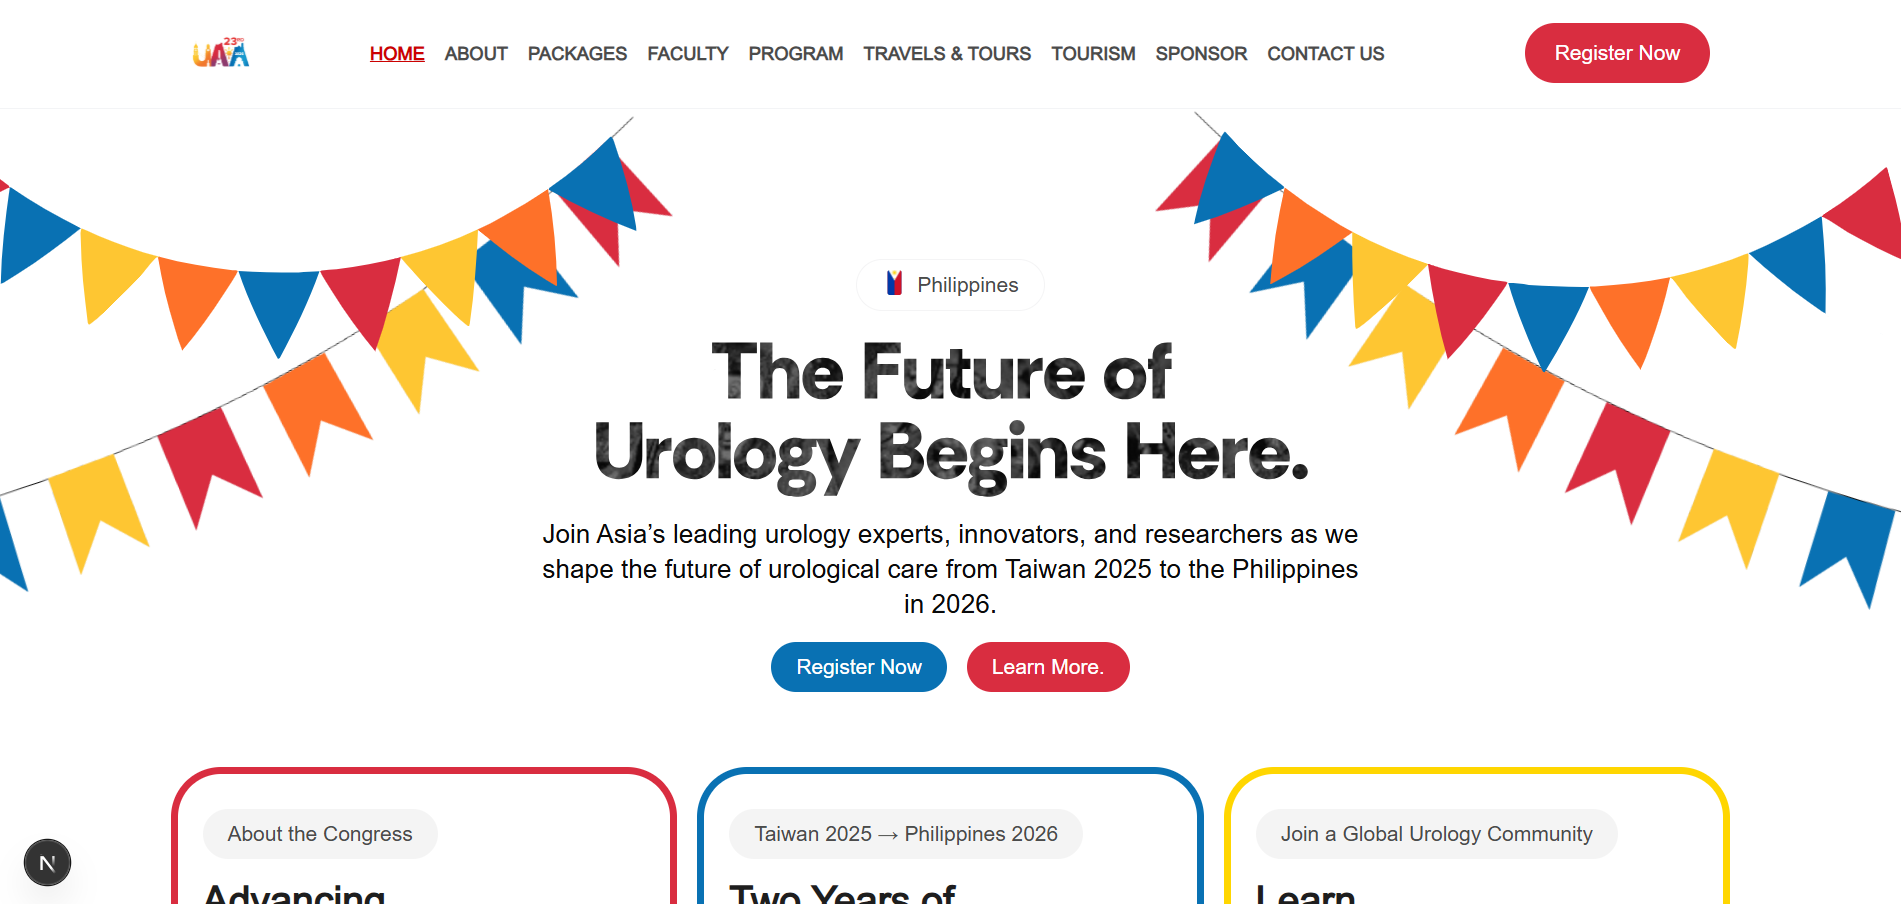 23RD
UAA
HOME ABOUT PACKAGES FACULTY PROGRAM TRAVELS & TOURS TOURISM SPONSOR CONTACT US
Register Now
Philippines
The Future of
Urology Begins Here.
Join Asia’s leading urology experts, innovators, and researchers as we
shape the future of urological care from Taiwan 2025 to the Philippines
in 2026.
Register Now
Learn More.
About the Congress
Advancing
Taiwan 2025 → Philippines 2026
Two Years of
Join a Global Urology Community
Learn
N